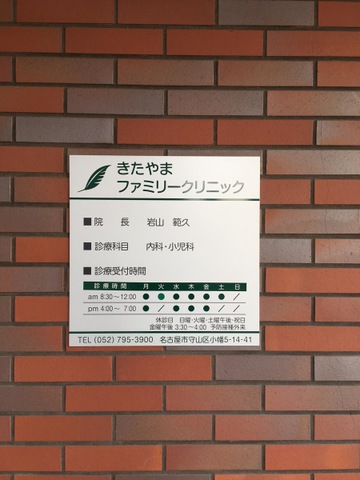 きたやま
ファミリークリニック
■院　長　岩山　範久
■診療科目　内科・小児科
■診療受付時間
診療時間 月 火 水 木 金 土 日
am 8:30～12:00 ● ● ● ● ● ● ／
pm 4:00～ 7:00 ● ／ ● ● ● ／ ／
休診日　日曜・火曜・土曜午後・祝日
金曜午後 3:30～4:00 予防接種外来
TEL (052) 795-3900　名古屋市守山区小幡5-14-41